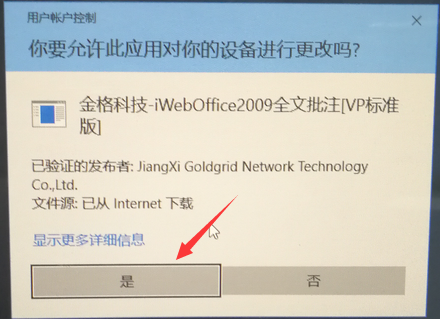 用户帐户控制
你要允许此应用对你的设备进行更改吗?
金格科技-iWebOffice2009全文批注[VP标准
版]
已验证的发布者: JiangXi Goldgrid Network Technology
Co.,Ltd.
文件源: 已从 Internet 下载
显示更多详细信息
是
否